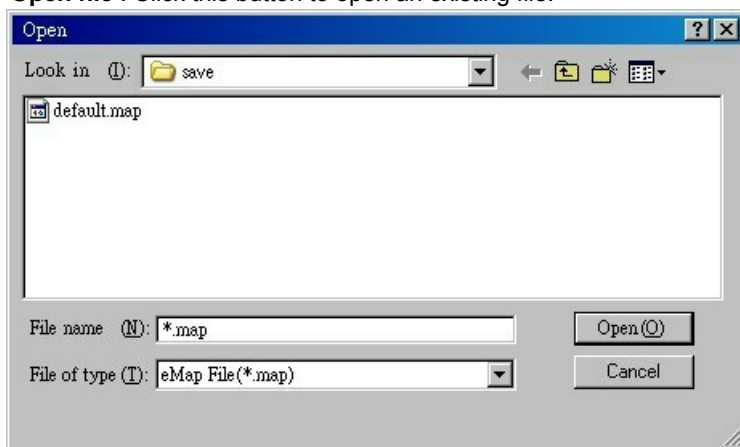 Open file : Click this button to open an existing file.
Open
Look in (I): save
default.map
File name (N): *.map
Open(O)
File of type (T): eMap File(*.map)
Cancel